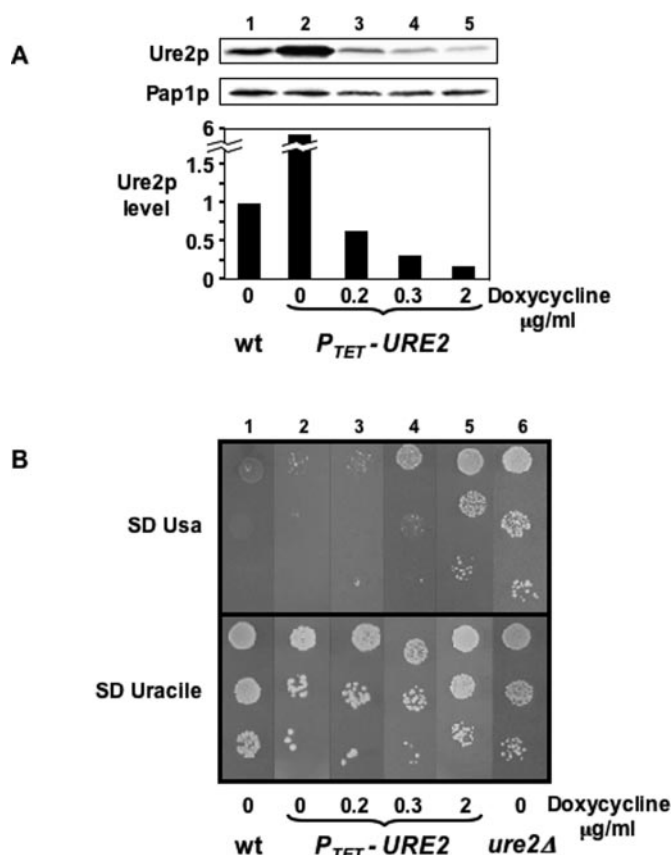 A
1 2 3 4 5
Ure2p
Pap1p
6
1.5
1
0.5
0
Ure2p
level
0 0 0.2 0.3 2 Doxycycline
µg/ml
wt P_TET - URE2
B
1 2 3 4 5 6
SD Usa
SD Uracile
0 0 0.2 0.3 2 0 Doxycycline
µg/ml
wt P_TET - URE2 ure2Δ